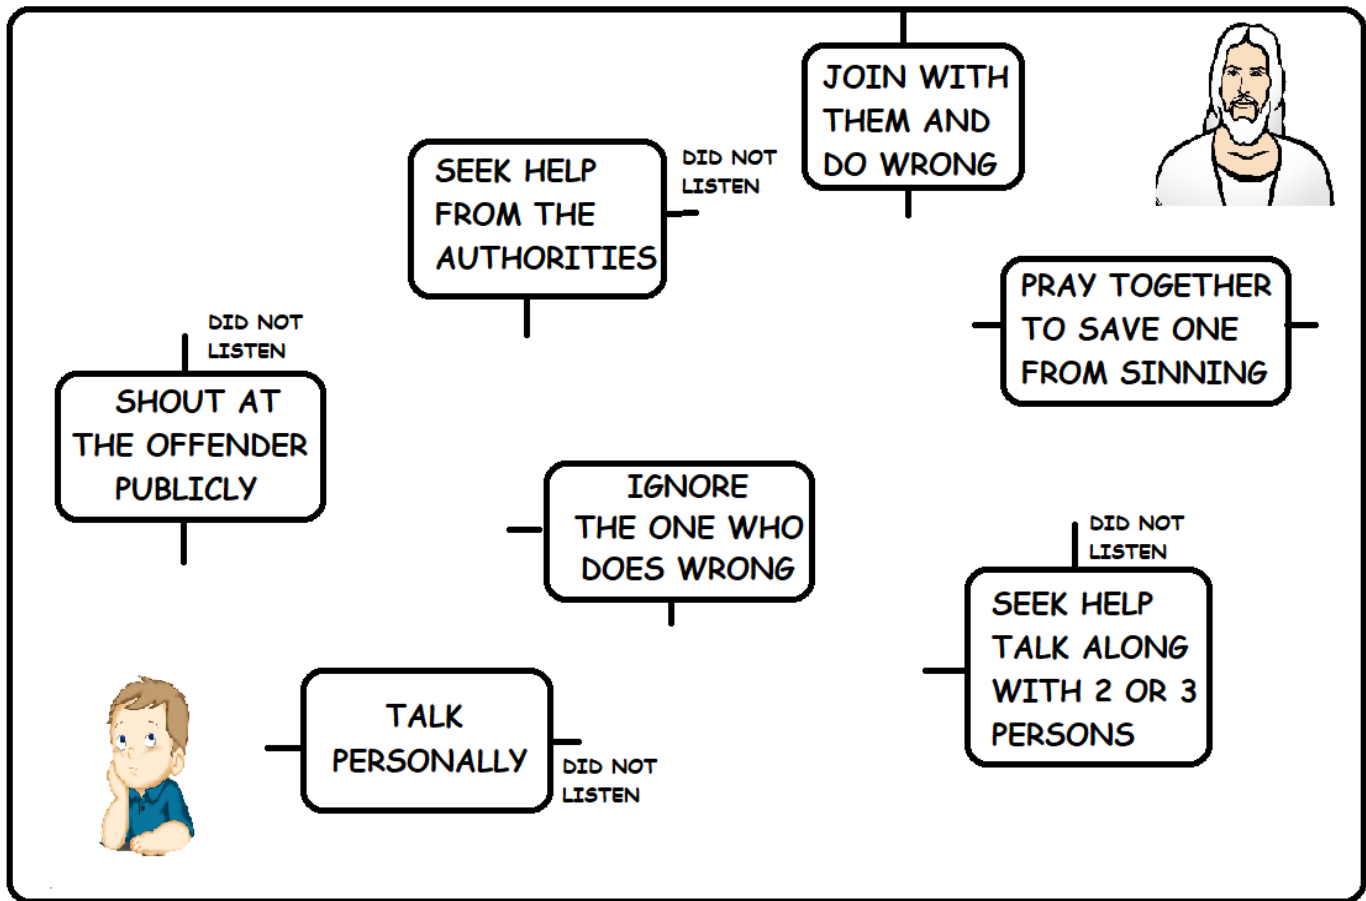 JOIN WITH
THEM AND
DO WRONG
SEEK HELP
FROM THE
AUTHORITIES
DID NOT
LISTEN
PRAY TOGETHER
TO SAVE ONE
FROM SINNING
DID NOT
LISTEN
SHOUT AT
THE OFFENDER
PUBLICLY
IGNORE
THE ONE WHO
DOES WRONG
DID NOT
LISTEN
SEEK HELP
TALK ALONG
WITH 2 OR 3
PERSONS
TALK
PERSONALLY
DID NOT
LISTEN